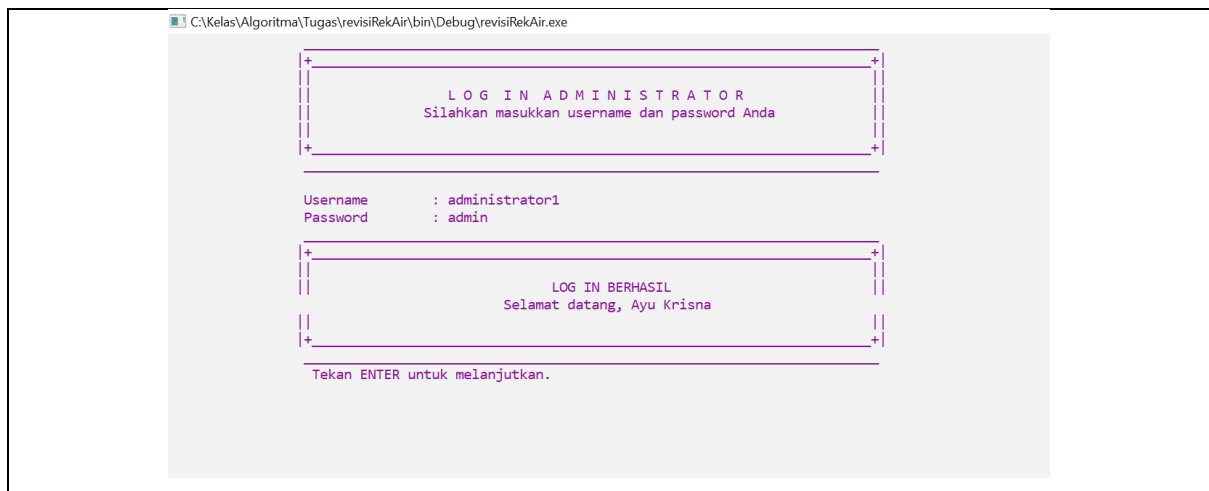 C:\Kelas\Algoritma\Tugas\revisiRekAir\bin\Debug\revisiRekAir.exe
L O G  I N  A D M I N I S T R A T O R
Silahkan masukkan username dan password Anda
Username : administrator1
Password : admin
LOG IN BERHASIL
Selamat datang, Ayu Krisna
Tekan ENTER untuk melanjutkan.